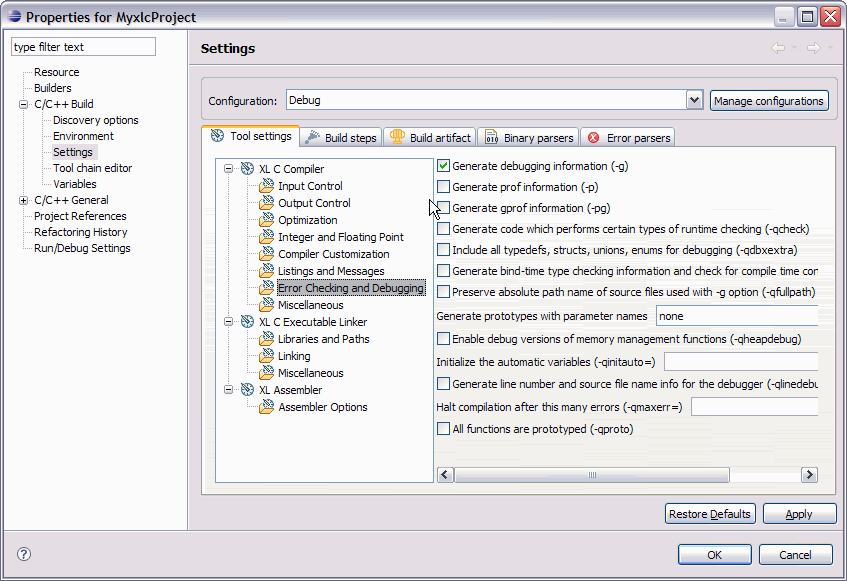 Properties for MyxlcProject
type filter text
Settings
Resource
Builders
C/C++ Build
Discovery options
Environment
Settings
Tool chain editor
Variables
C/C++ General
Project References
Refactoring History
Run/Debug Settings
Configuration: Debug Manage configurations
Tool settings Build steps Build artifact Binary parsers Error parsers
XL C Compiler
Input Control
Output Control
Optimization
Integer and Floating Point
Compiler Customization
Listings and Messages
Error Checking and Debugging
Miscellaneous
XL C Executable Linker
Libraries and Paths
Linking
Miscellaneous
XL Assembler
Assembler Options
Generate debugging information (-g)
Generate prof information (-p)
Generate gprof information (-pg)
Generate code which performs certain types of runtime checking (-qcheck)
Include all typedefs, structs, unions, enums for debugging (-qdbxextra)
Generate bind-time type checking information and check for compile time con
Preserve absolute path name of source files used with -g option (-qfullpath)
Generate prototypes with parameter names none
Enable debug versions of memory management functions (-qheapdebug)
Initialize the automatic variables (-qinitauto=)
Generate line number and source file name info for the debugger (-qlinedebu
Halt compilation after this many errors (-qmaxerr=)
All functions are prototyped (-qproto)
Restore Defaults Apply
? OK Cancel